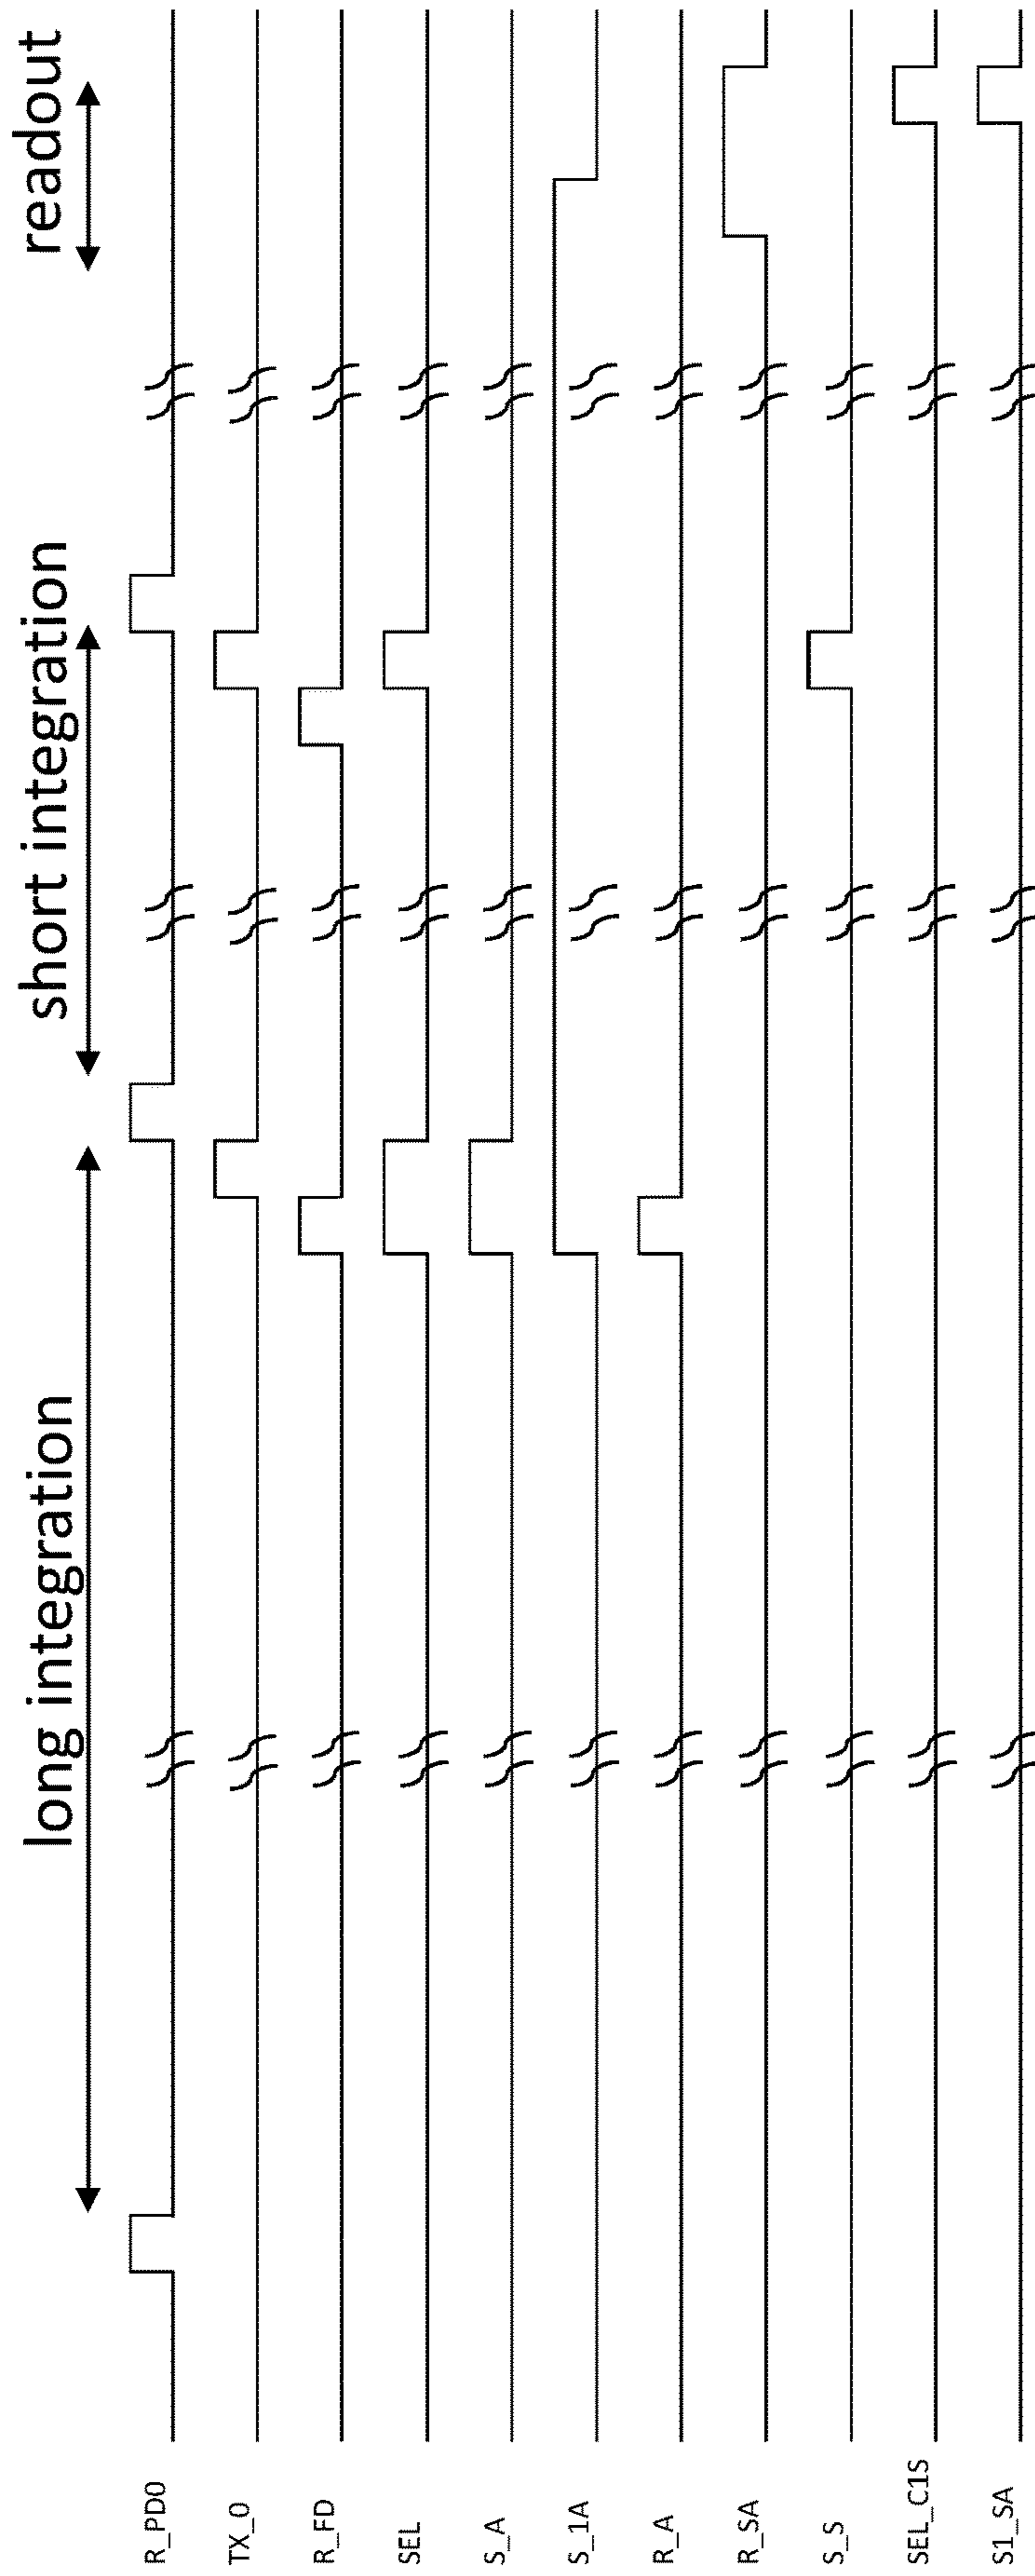 long integration
short integration
readout
R_PD0
TX_0
R_FD
SEL
S_A
S_1A
R_A
R_SA
S_S
SEL_C1S
S1_SA